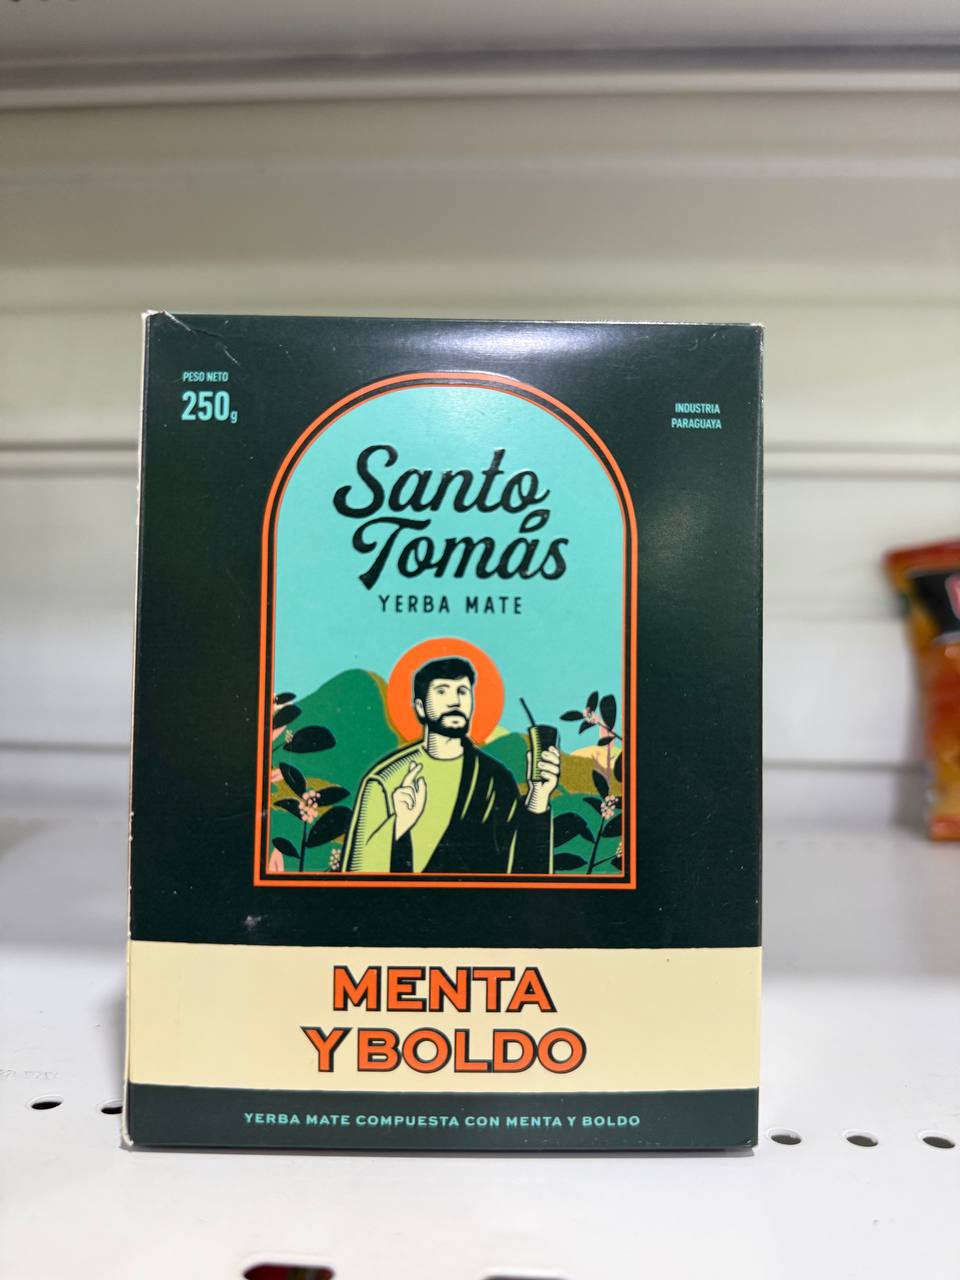 PESO NETO
250g
INDUSTRIA
PARAGUAYA
Santo
Tomás
YERBA MATE
MENTA
Y BOLDO
YERBA MATE COMPUESTA CON MENTA Y BOLDO